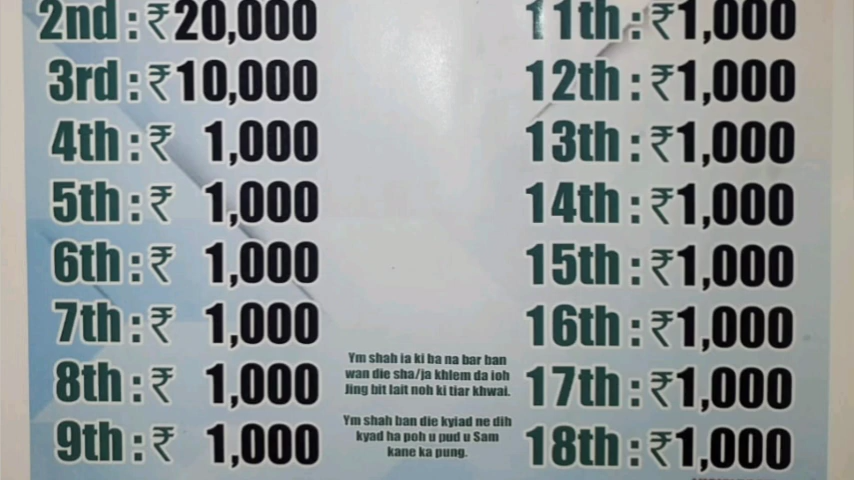 2nd : ₹20,000
3rd : ₹10,000
4th : ₹ 1,000
5th : ₹ 1,000
6th : ₹ 1,000
7th : ₹ 1,000
8th : ₹ 1,000
9th : ₹ 1,000
Ym shah ia ki ba na bar ban
wan die sha/ja khlem da ioh
Jing bit lait noh ki tiar khwai.
Ym shah ban die kyiad ne dih
kyad ha poh u pud u Sam
kane ka pung.
11th : ₹1,000
12th : ₹1,000
13th : ₹1,000
14th : ₹1,000
15th : ₹1,000
16th : ₹1,000
17th : ₹1,000
18th : ₹1,000